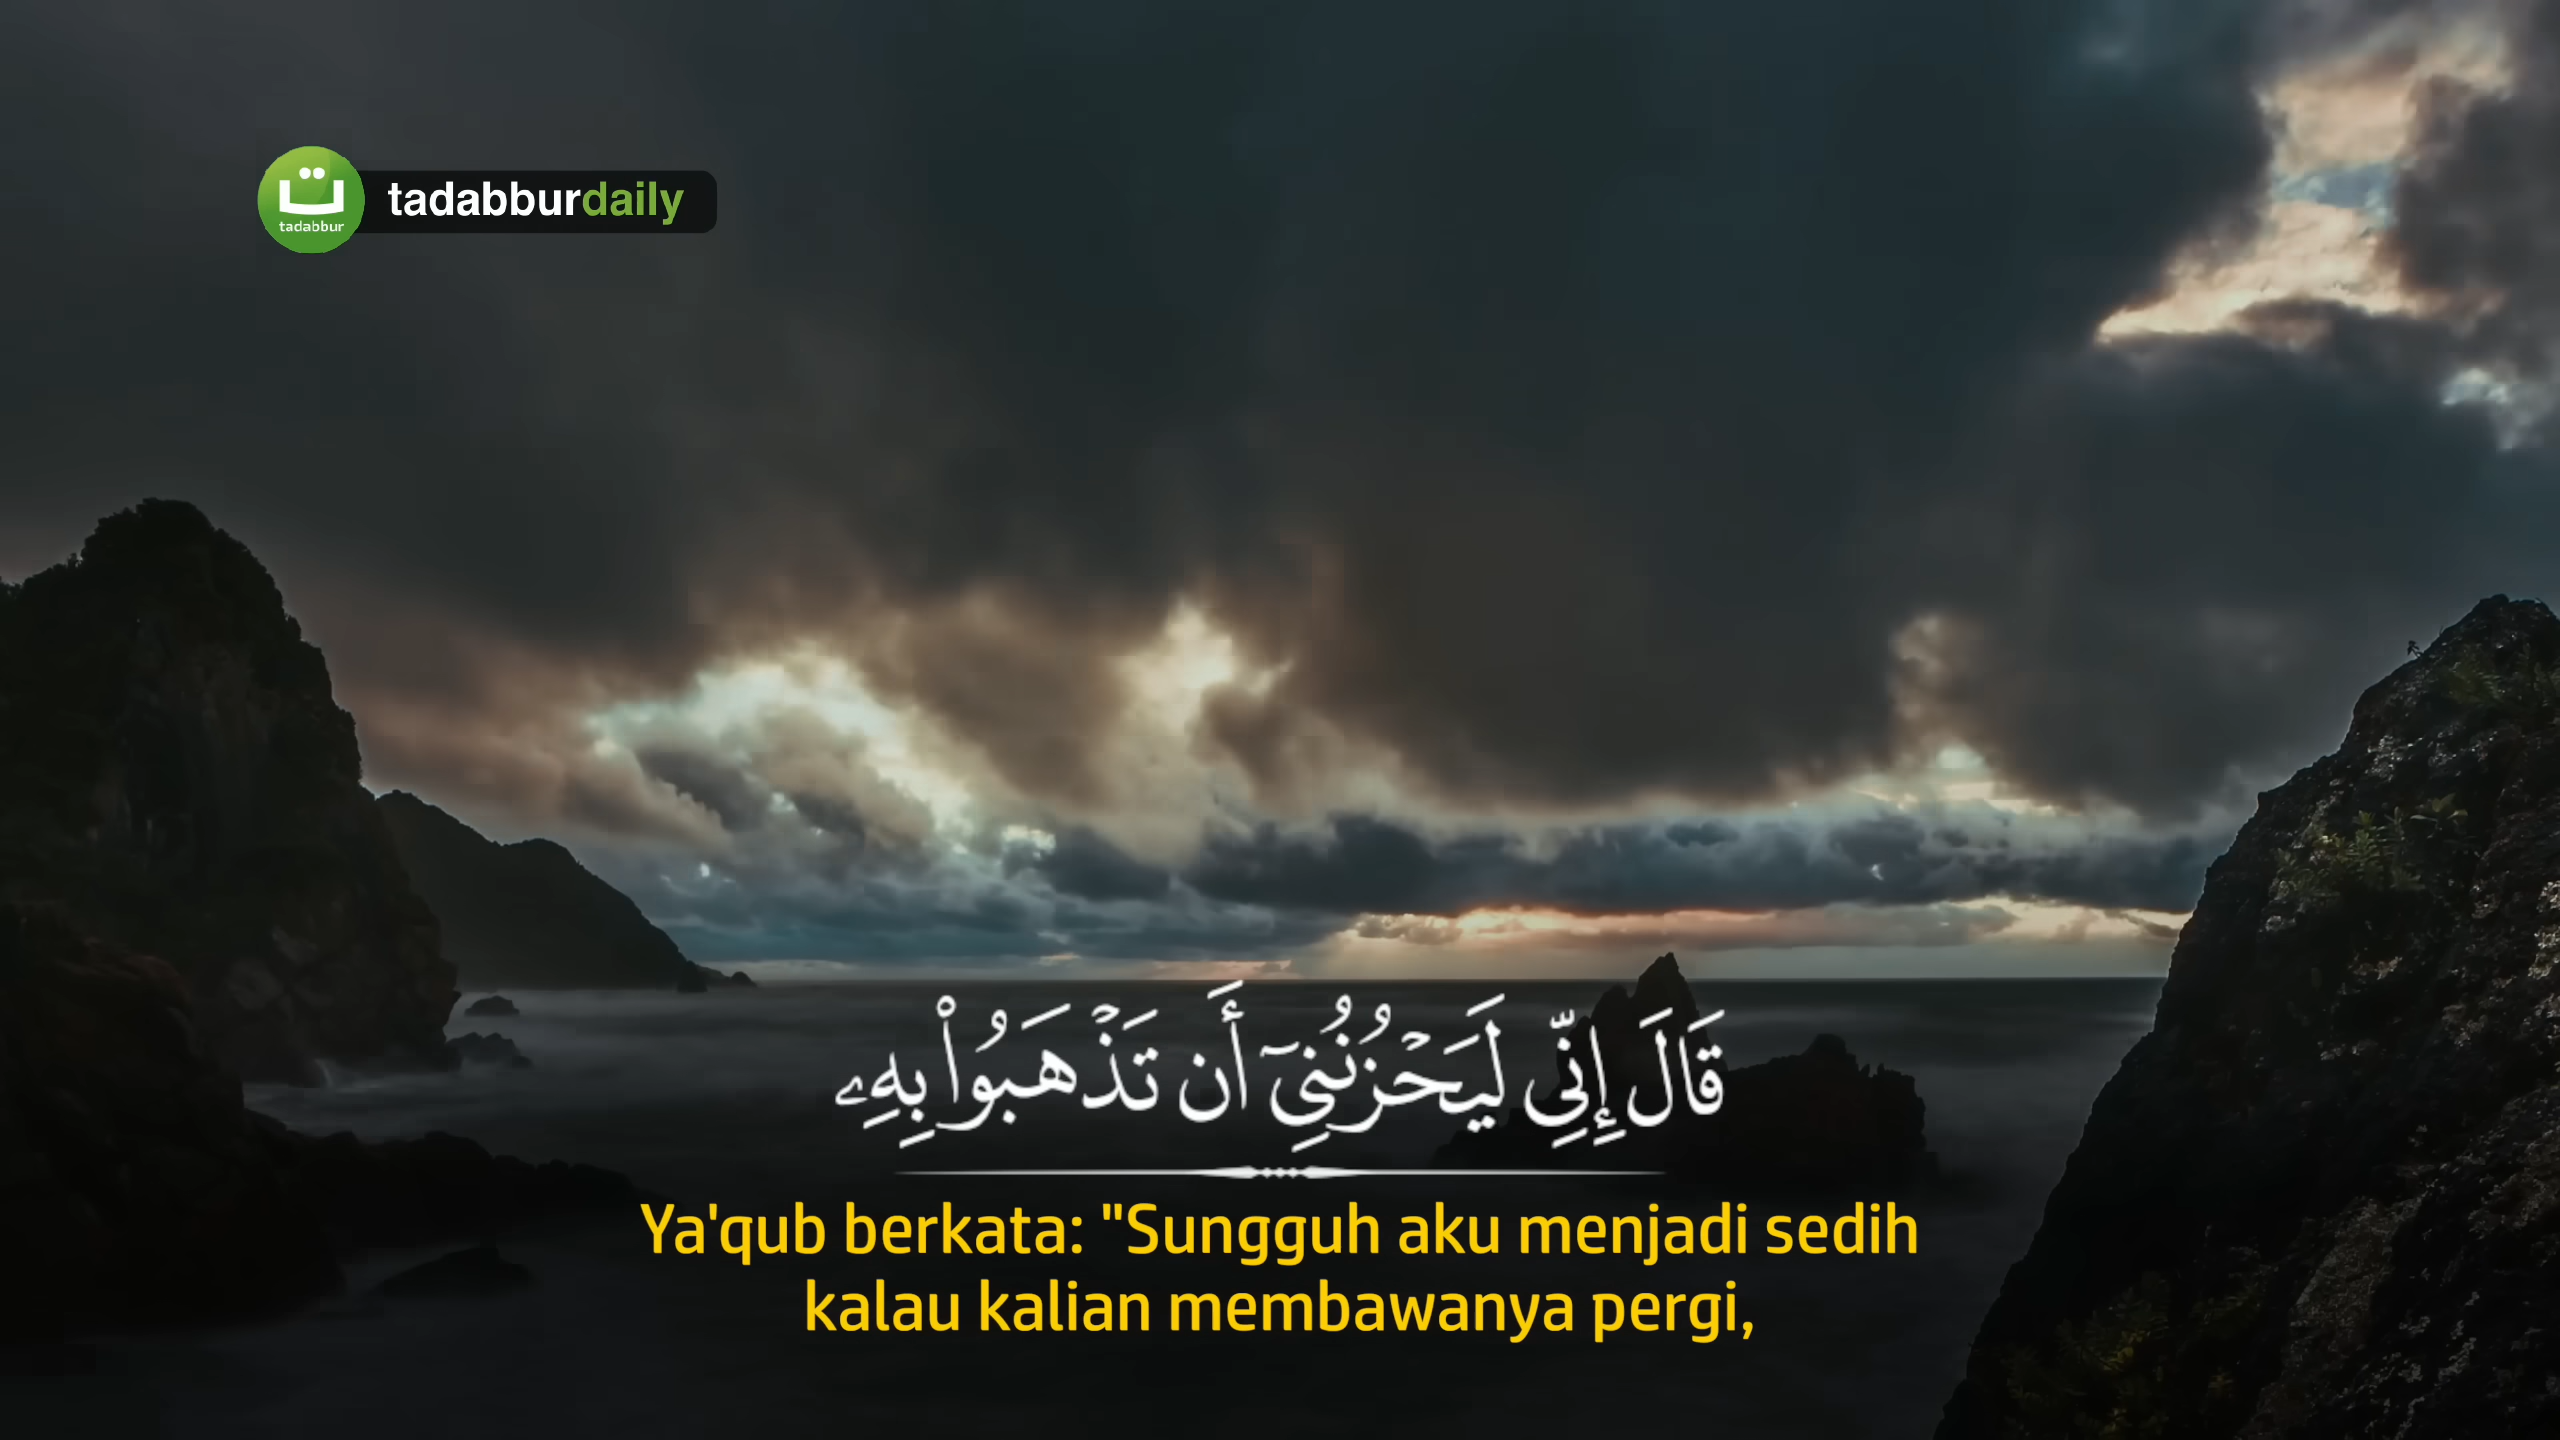 ت
tadabbur
tadabburdaily
قَالَ إِنِّي لَيَحْزُنُنِيٓ أَن تَذْهَبُوا۟ بِهِۦ
Ya'qub berkata: "Sungguh aku menjadi sedih
kalau kalian membawanya pergi,